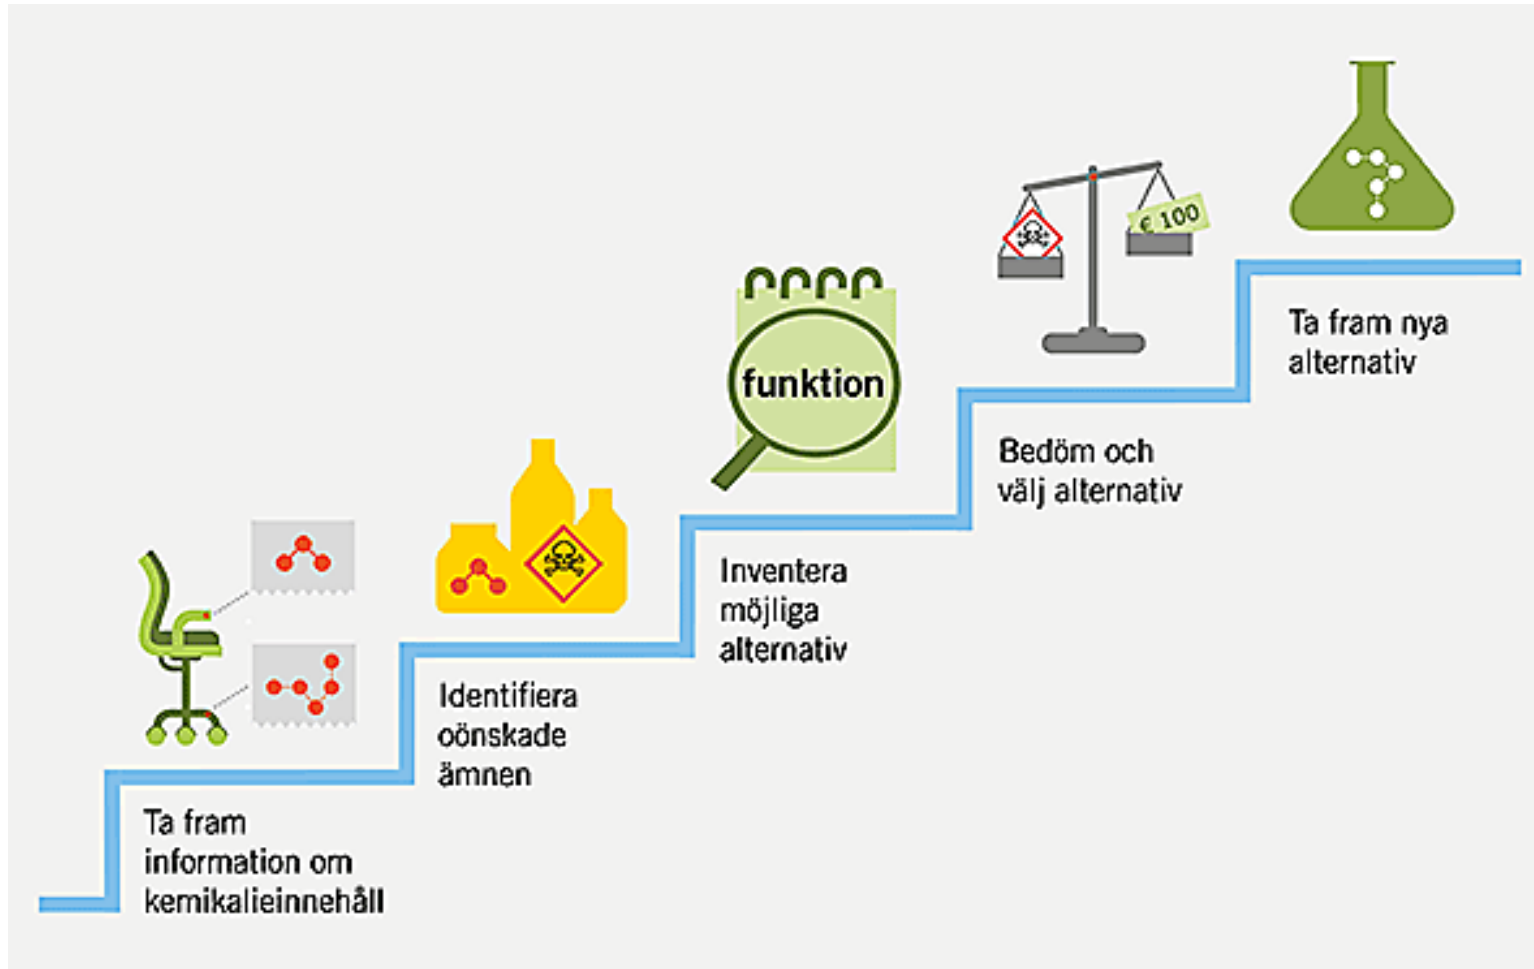 Ta fram
information om
kemikalieinnehåll
Identifiera
oönskade
ämnen
funktion
Inventera
möjliga
alternativ
€ 100
Bedöm och
välj alternativ
Ta fram nya
alternativ